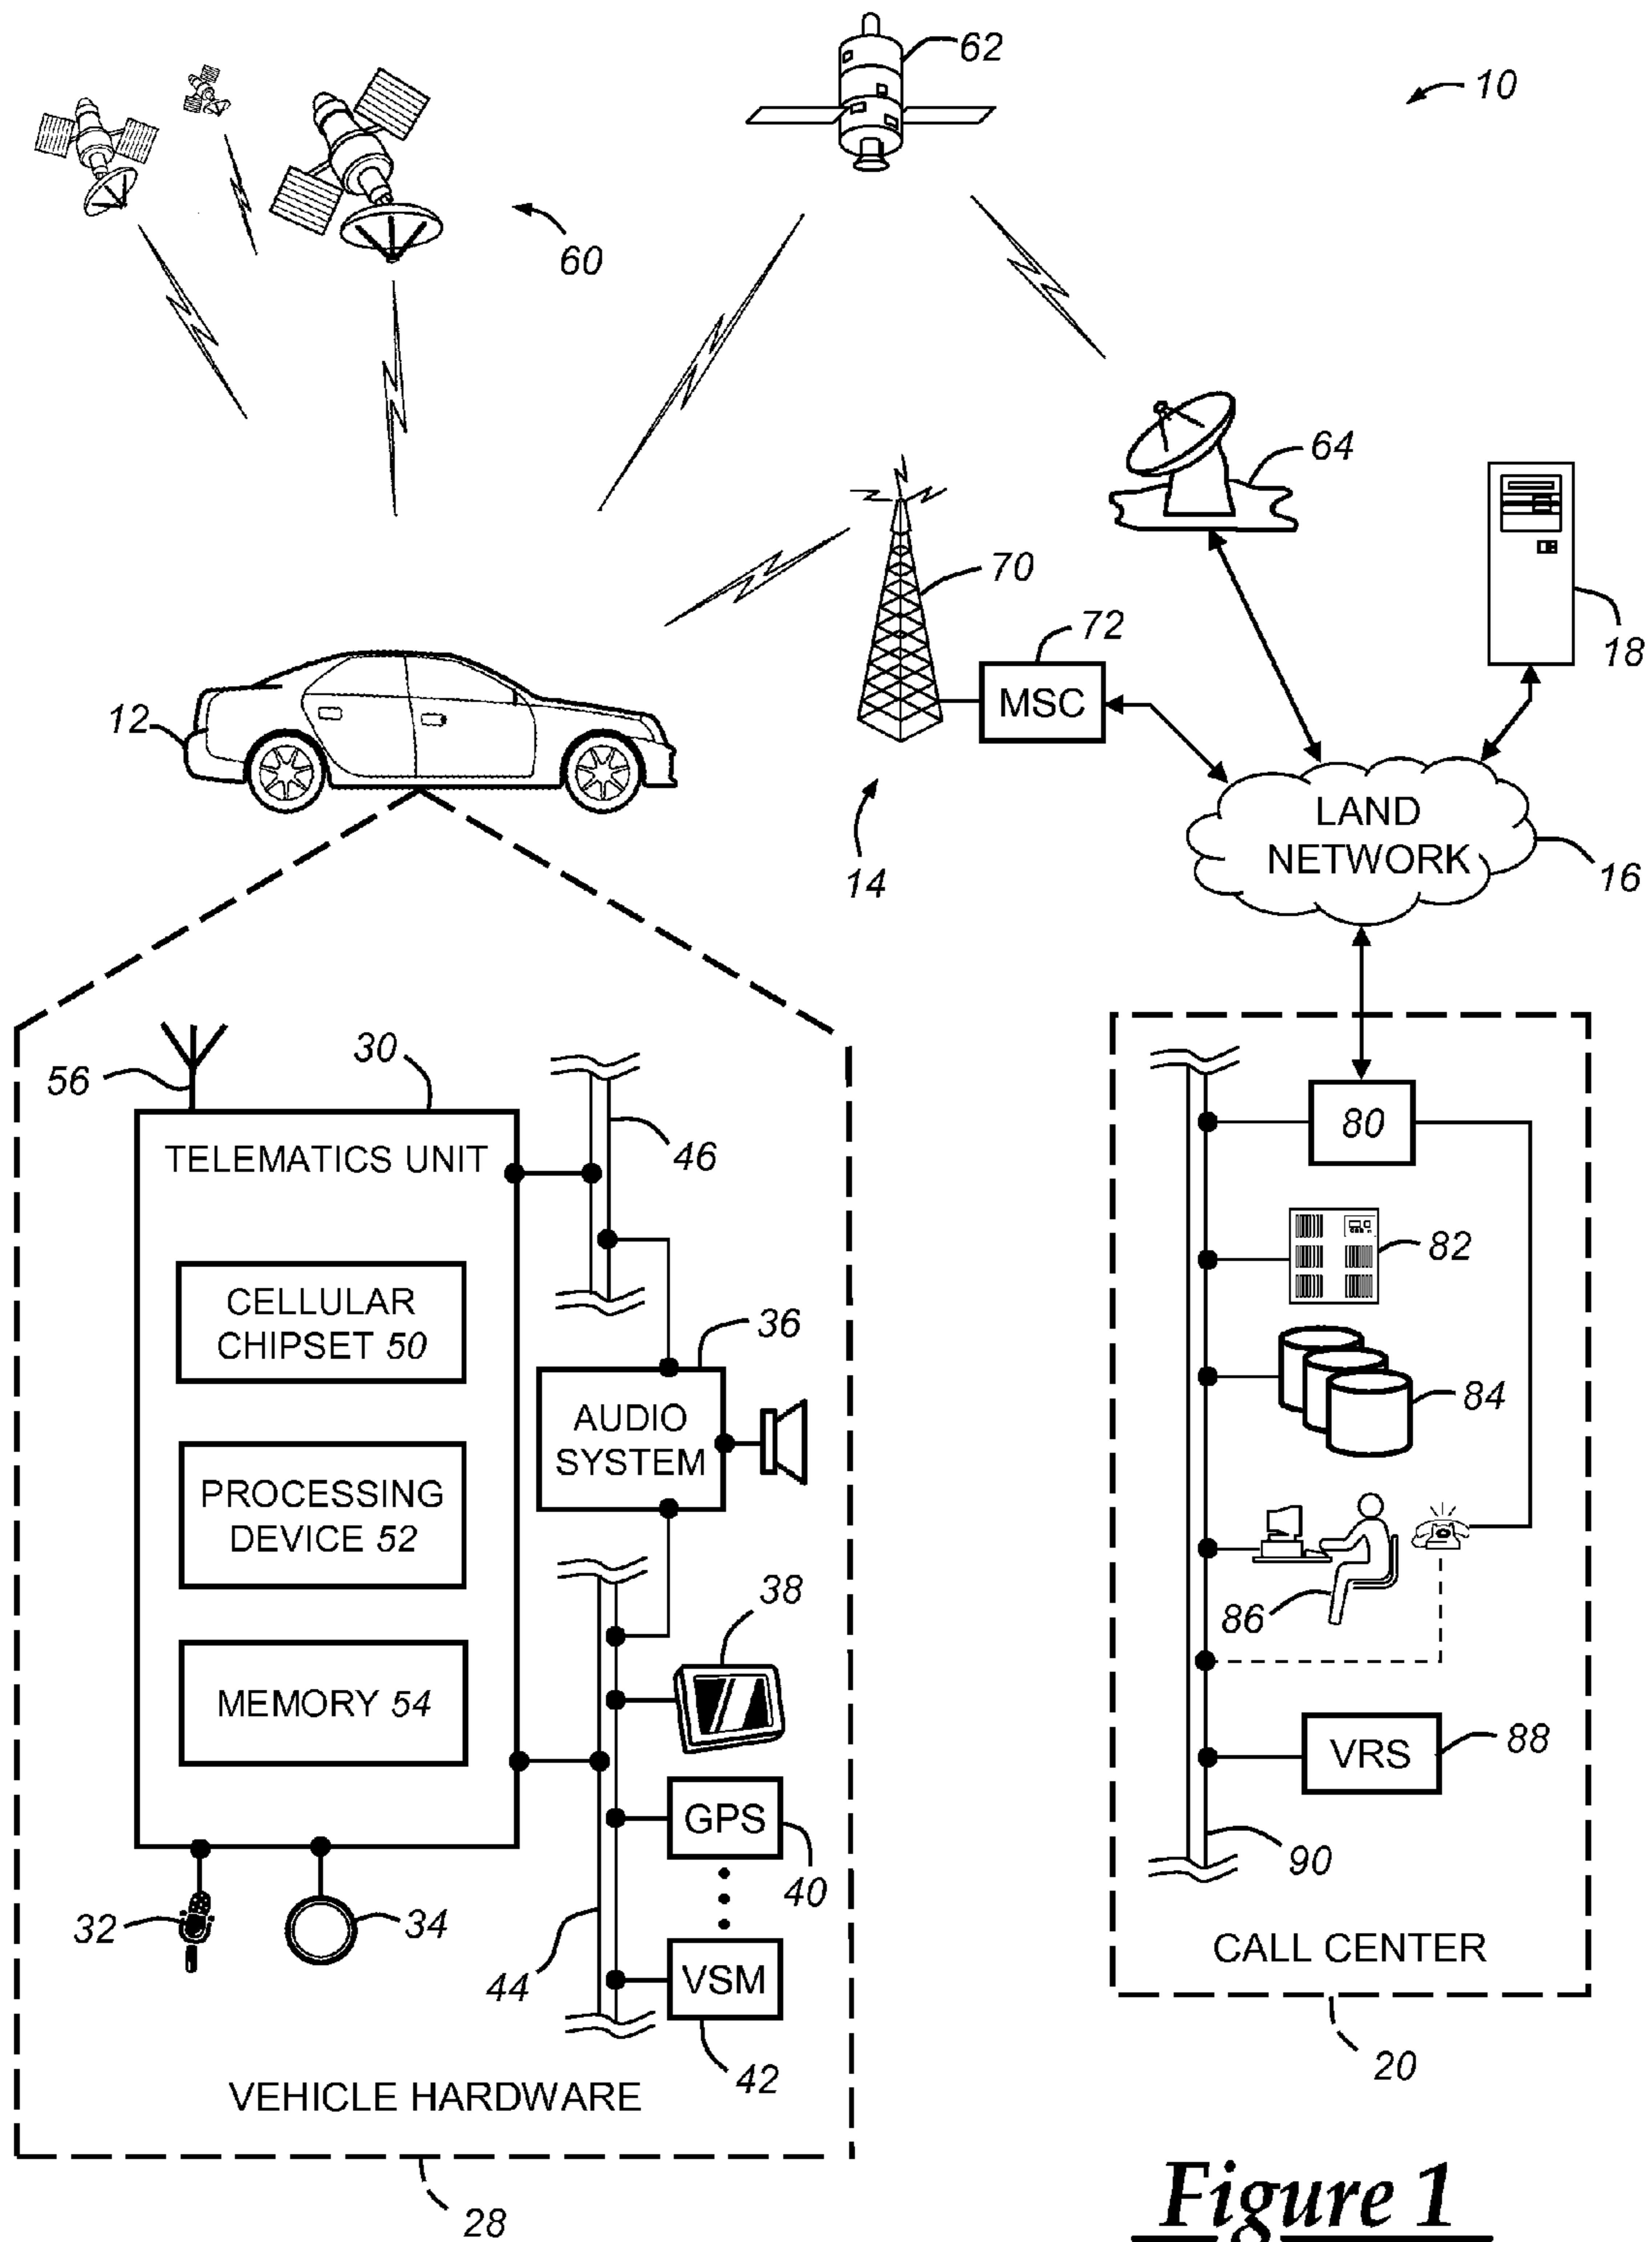 62
10
60
64
70
18
72
MSC
12
LAND
NETWORK
16
14
30
56
TELEMATICS UNIT
46
80
82
CELLULAR
CHIPSET 50
36
AUDIO
SYSTEM
84
PROCESSING
DEVICE 52
38
86
MEMORY 54
VRS
88
GPS
40
90
32
34
44
VSM
42
CALL CENTER
20
VEHICLE HARDWARE
28
Figure 1